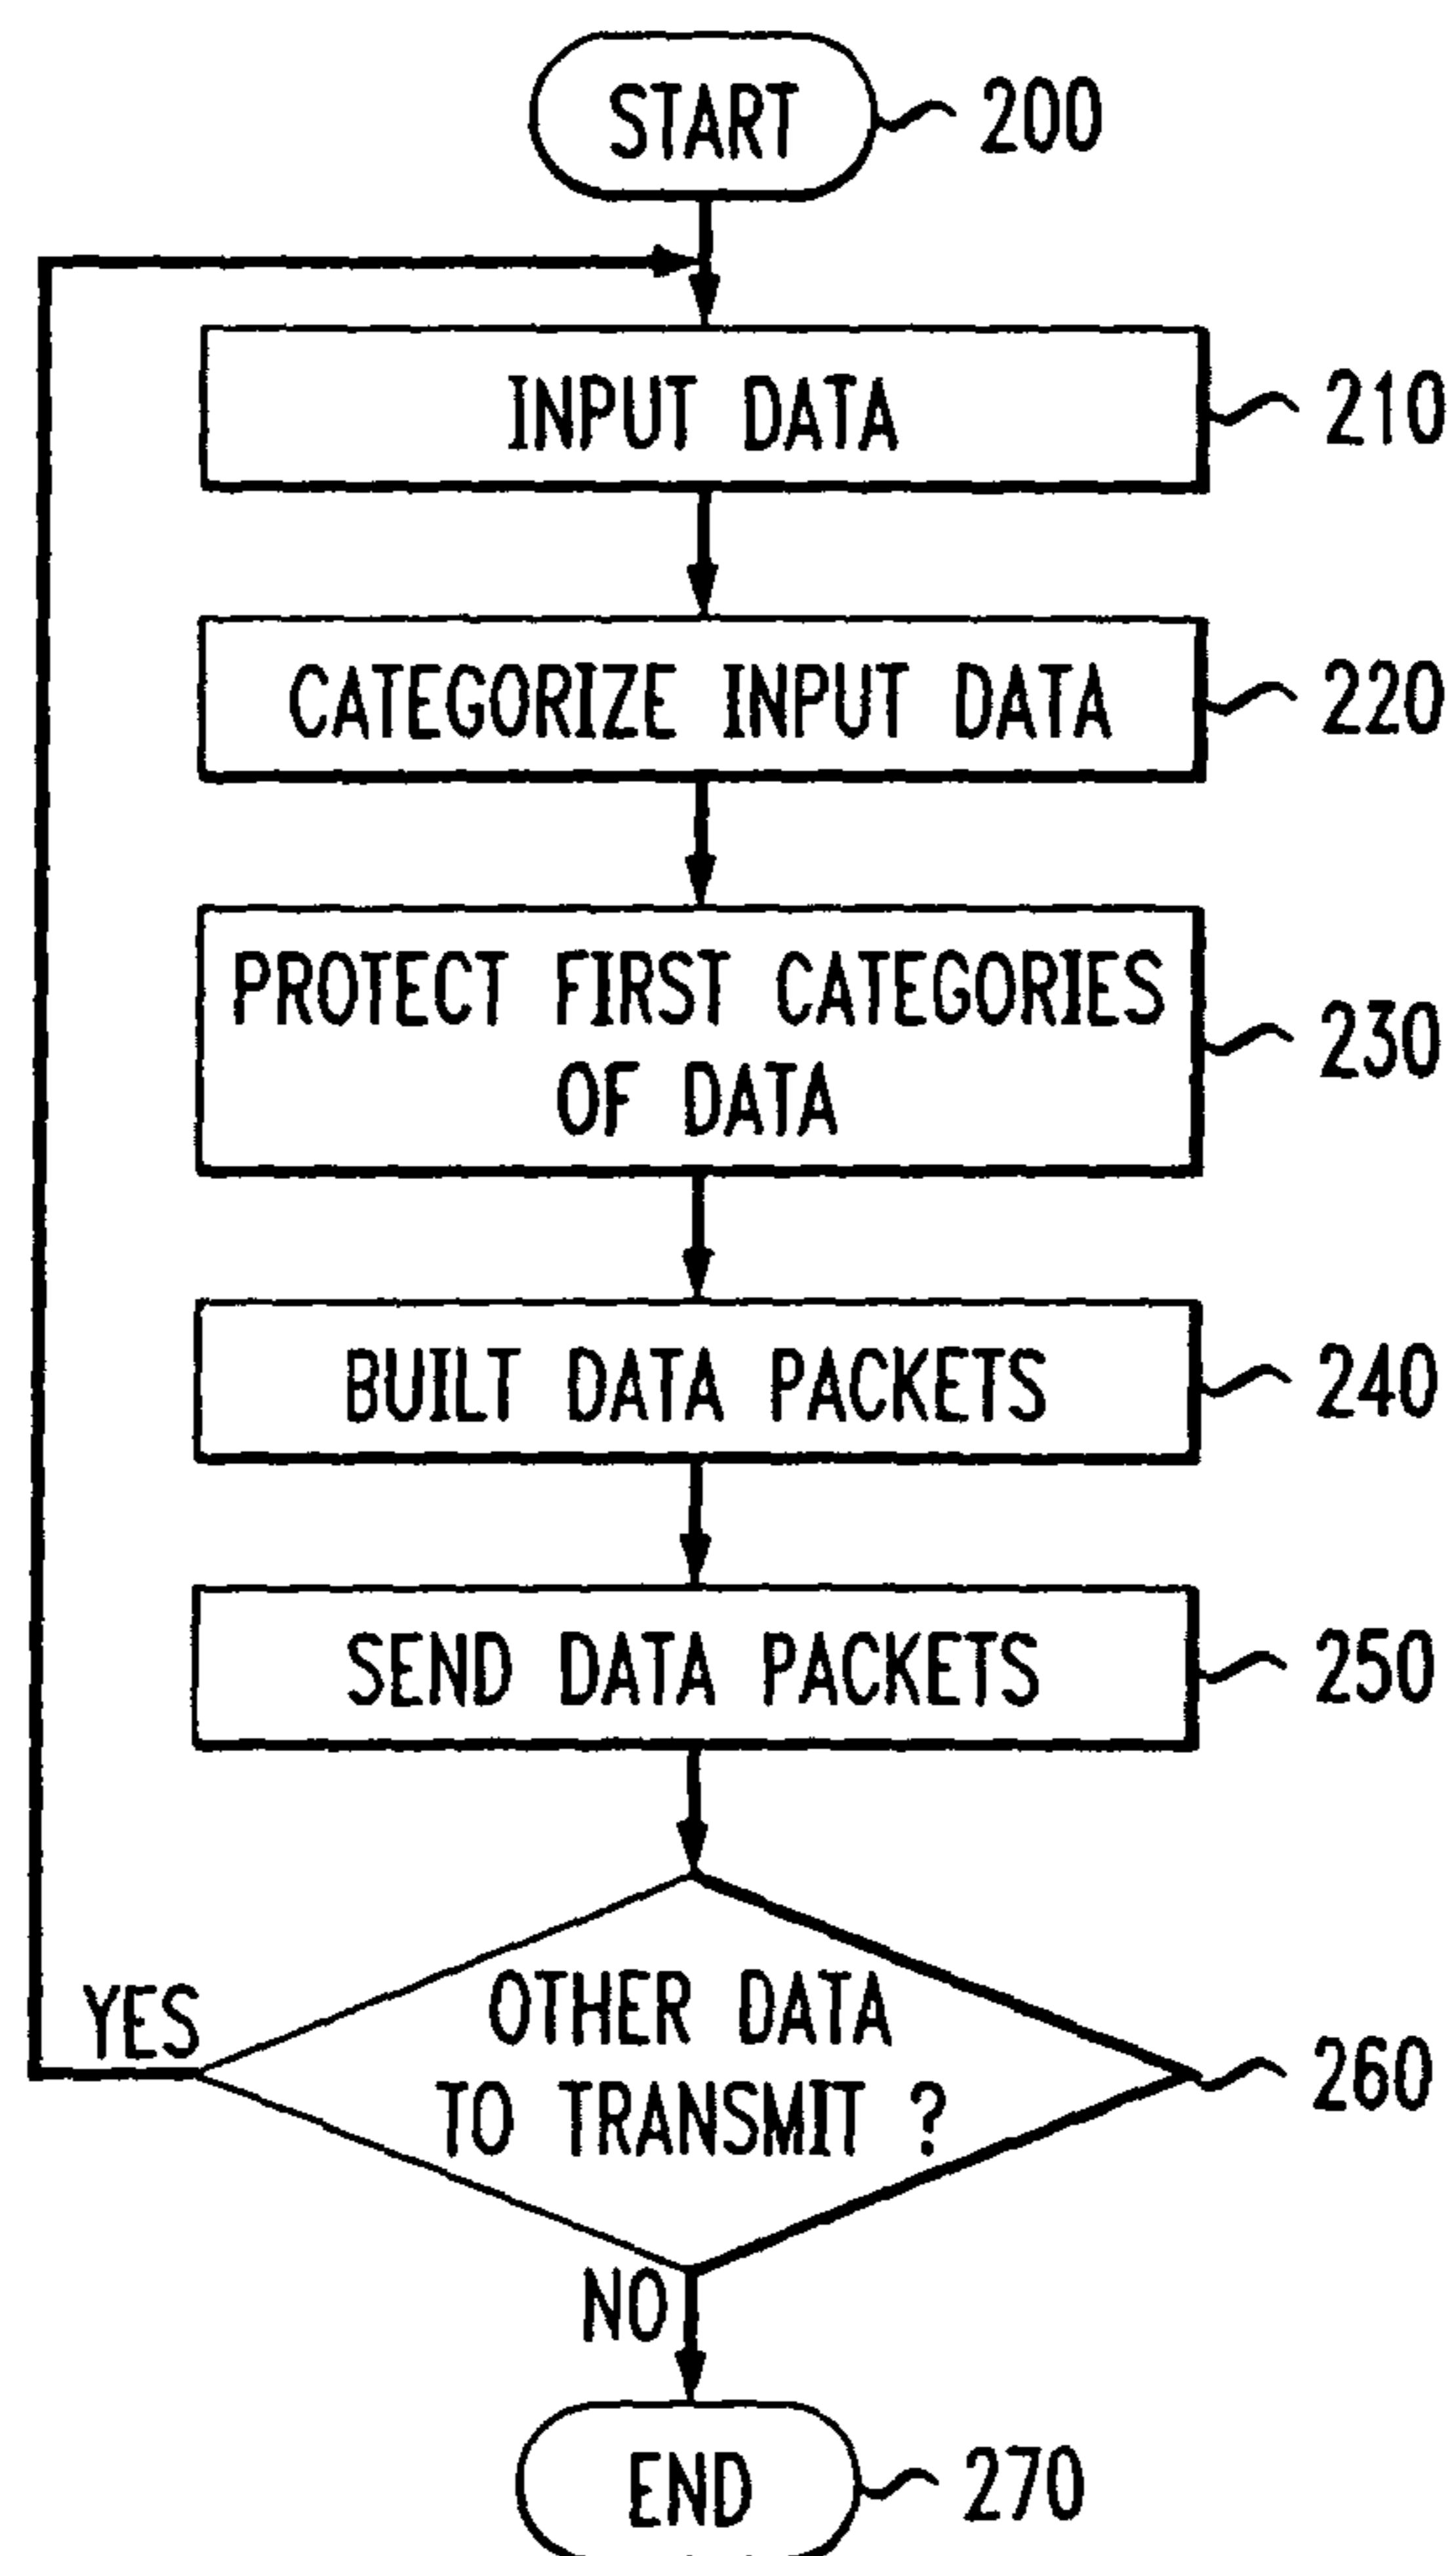 START 200
INPUT DATA 210
CATEGORIZE INPUT DATA 220
PROTECT FIRST CATEGORIES
OF DATA
230
BUILT DATA PACKETS 240
SEND DATA PACKETS 250
YES
OTHER DATA
TO TRANSMIT ?
260
NO
END 270